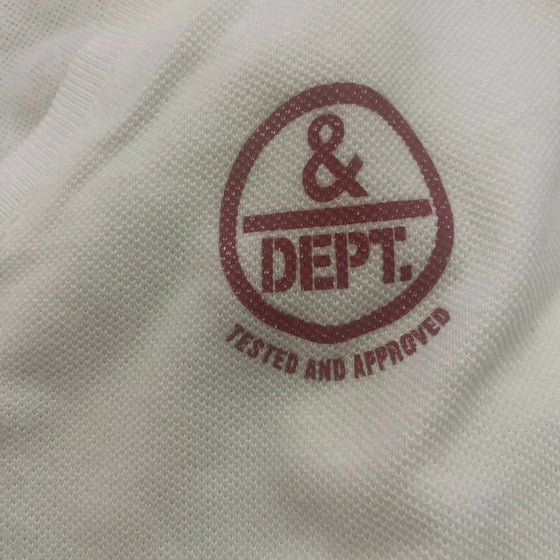 &
DEPT.
TESTED AND APPROVED